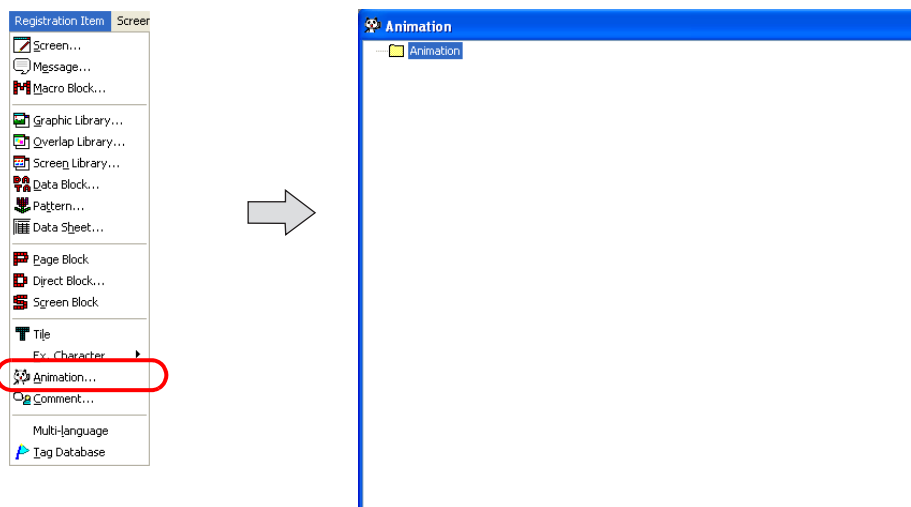 Registration Item Screen
Screen...
Message...
Macro Block...
Graphic Library...
Overlap Library...
Screen Library...
Data Block...
Pattern...
Data Sheet...
Page Block
Direct Block...
Screen Block
Tile
Ex. Character
Animation...
Comment...
Multi-language
Tag Database
Animation
Animation